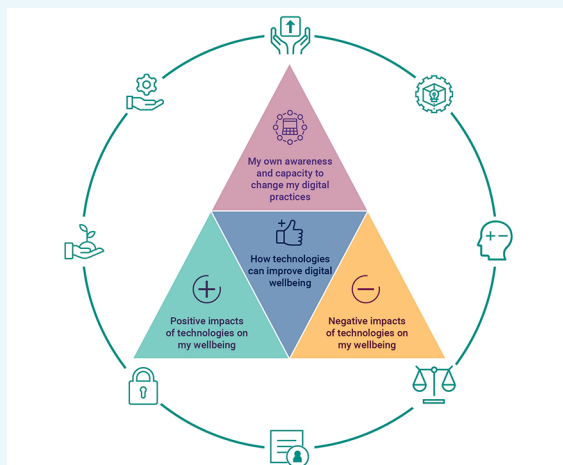 My own awareness
and capacity to
change my digital
practices
How technologies
can improve digital
wellbeing
Positive impacts
of technologies on
my wellbeing
Negative impacts
of technologies on
my wellbeing